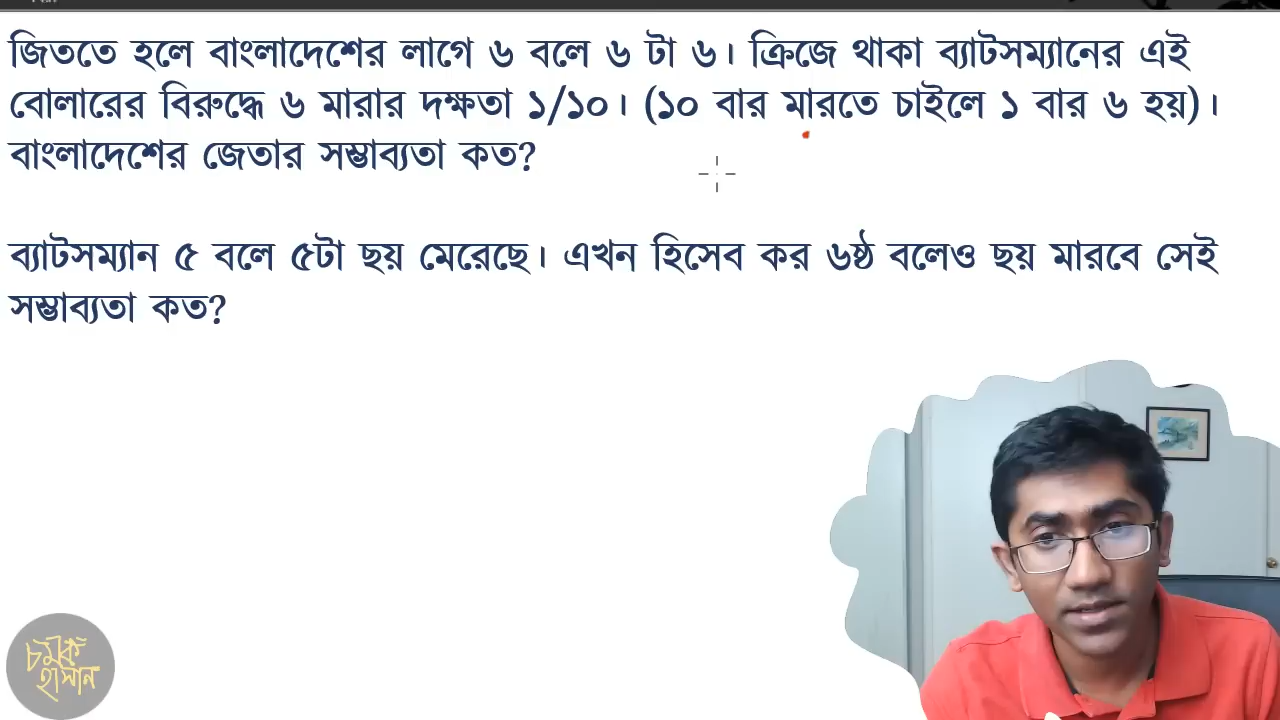 জিততে হলে বাংলাদেশের লাগে ৬ বলে ৬ টা ৬। ক্রিজে থাকা ব্যাটসম্যানের এই
বোলারের বিরুদ্ধে ৬ মারার দক্ষতা ১/১০। (১০ বার মারতে চাইলে ১ বার ৬ হয়)।
বাংলাদেশের জেতার সম্ভাব্যতা কত?
ব্যাটসম্যান ৫ বলে ৫টা ছয় মেরেছে। এখন হিসেব কর ৬ষ্ঠ বলেও ছয় মারবে সেই
সম্ভাব্যতা কত?
চমক
হাসান